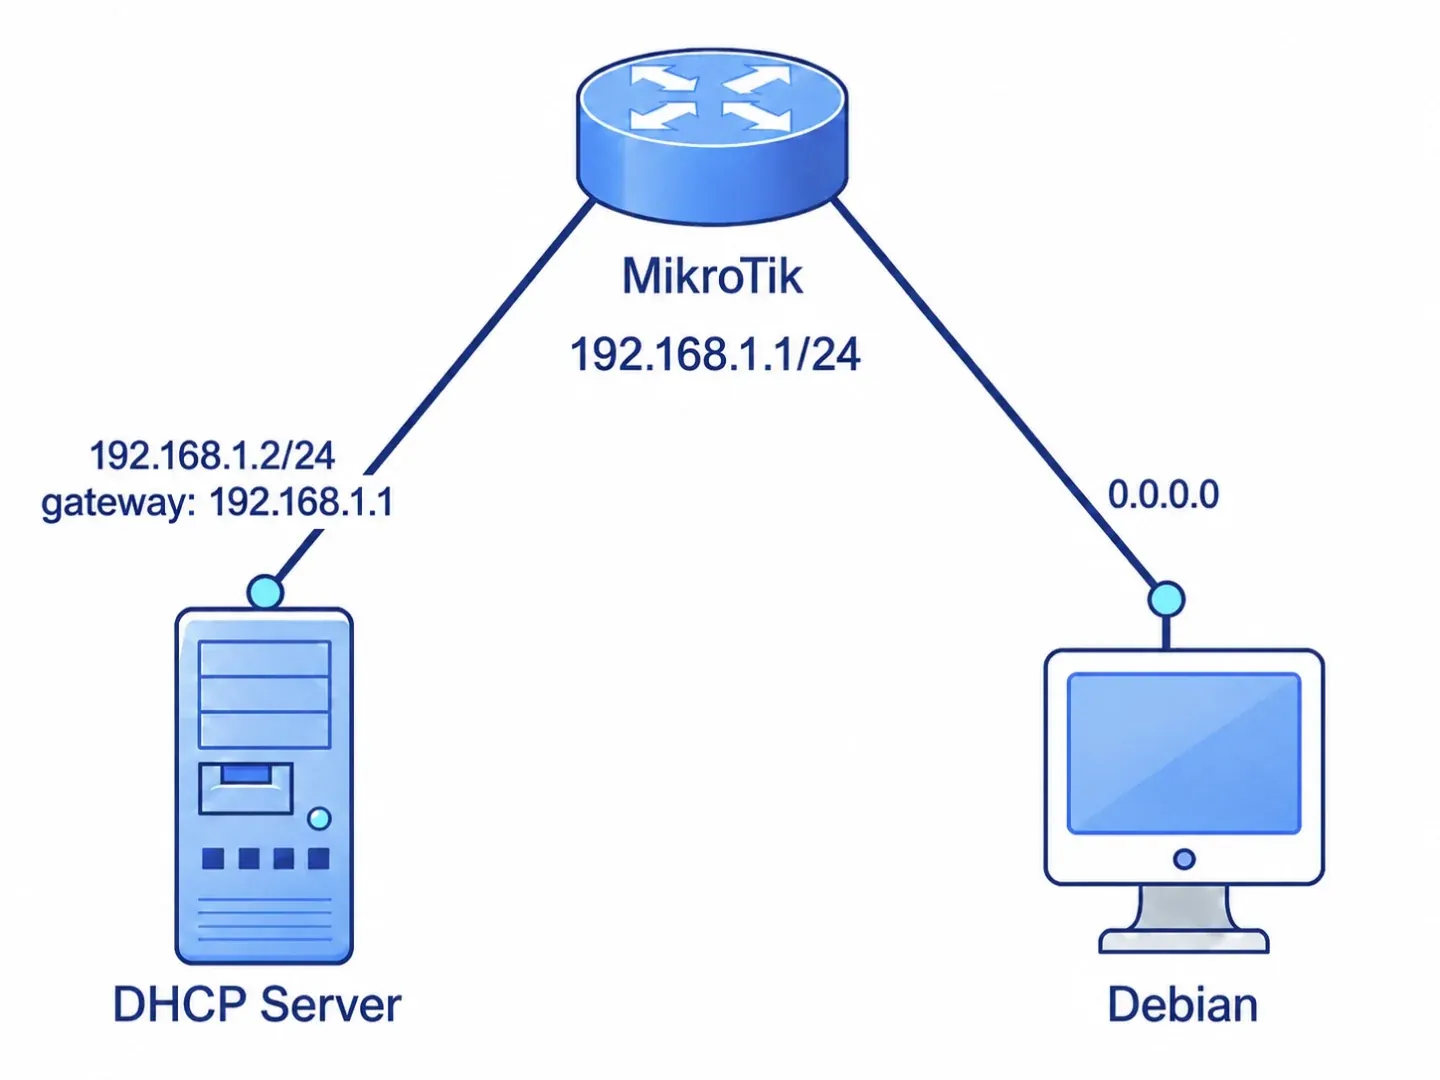 MikroTik
192.168.1.1/24
192.168.1.2/24
gateway: 192.168.1.1
0.0.0.0
DHCP Server
Debian